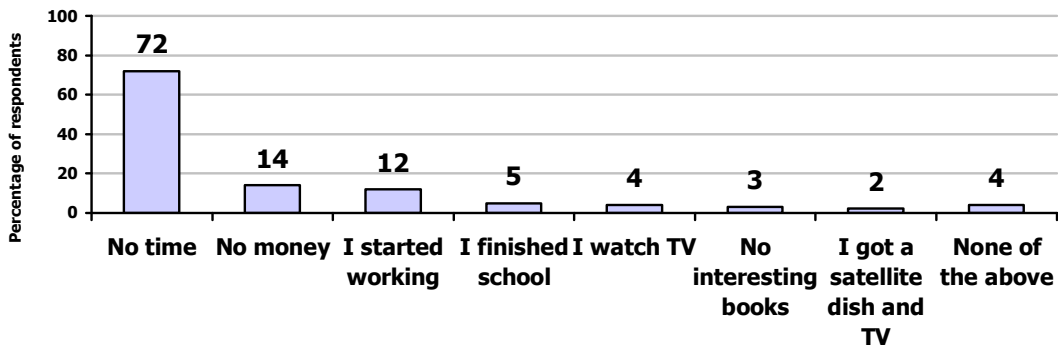 Percentage of respondents
100
80
60
40
20
0
72
14
12
5
4
3
2
4
No time
No money
I started
working
I finished
school
I watch TV
No
interesting
books
I got a
satellite
dish and
TV
None of
the above